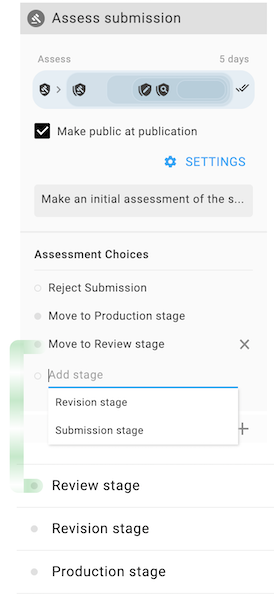 Assess submission
Assess 5 days
Make public at publication
SETTINGS
Make an initial assessment of the s...
Assessment Choices
Reject Submission
Move to Production stage
Move to Review stage
Add stage
Revision stage
Submission stage
Review stage
Revision stage
Production stage